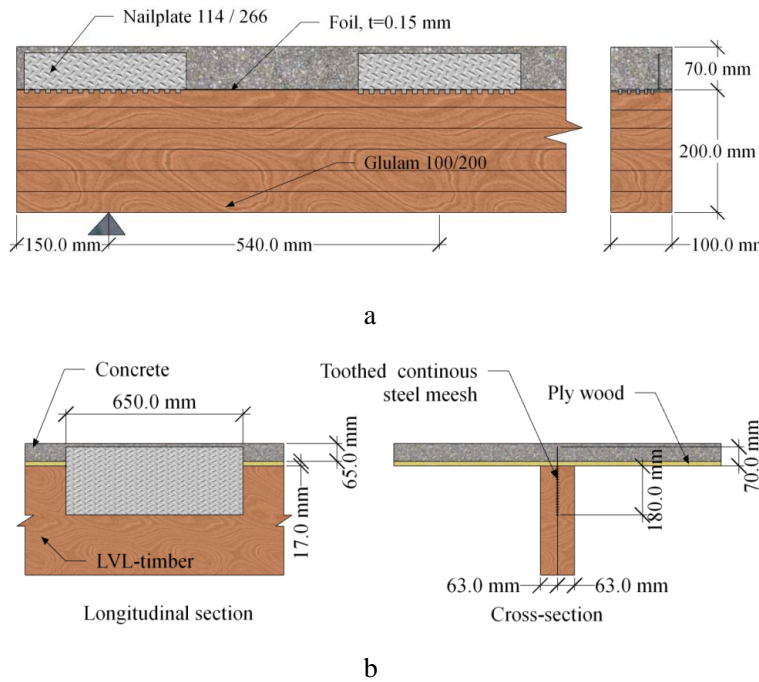 Nailplate 114 / 266
Foil, t=0.15 mm
70.0 mm
200.0 mm
Glulam 100/200
150.0 mm
540.0 mm
100.0 m
a
Concrete
Toothed continous
steel meesh
Ply wood
650.0 mm
65.0 mm
17.0 mm
70.0 mm
180.0 mm
LVL-timber
63.0 mm
63.0 mm
Longitudinal section
Cross-section
b